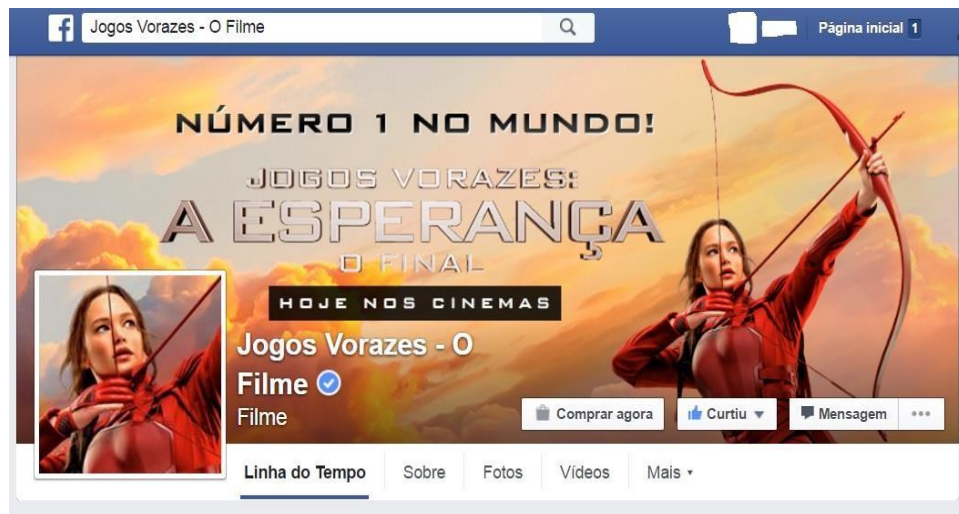 f Jogos Vorazes - O Filme
Página inicial 1
NÚMERO 1 NO MUNDO!
JOGOS VORAZES:
A ESPERANÇA
O FINAL
HOJE NOS CINEMAS
Jogos Vorazes - O
Filme
Filme
Comprar agora Curtiu Mensagem
Linha do Tempo Sobre Fotos Vídeos Mais